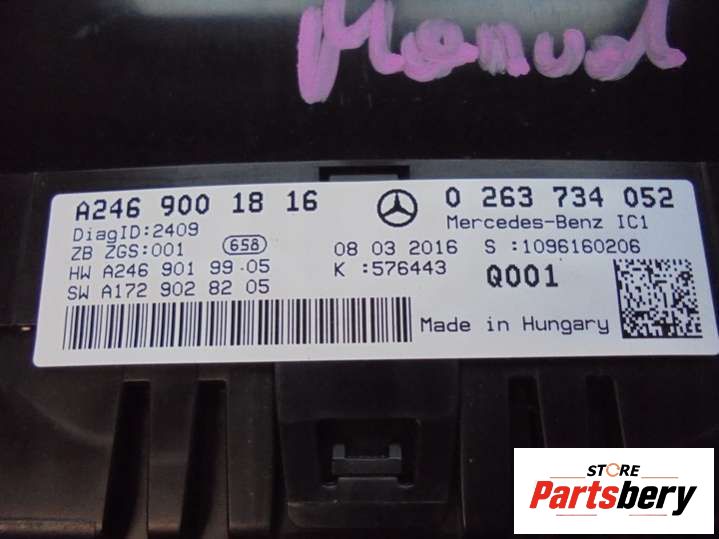 Manual
A246 900 18 16
0 263 734 052
DiagID:2409
Mercedes-Benz IC1
ZB ZGS:001
658
08 03 2016
S :1096160206
HW A246 901 99 05
K :576443
Q001
SW A172 902 82 05
Made in Hungary
STORE
Partsbery